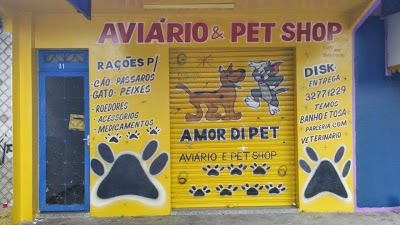 AVIÁRIO & PET SHOP
RAÇÕES P/
- CÃO. PÁSSAROS
GATO. PEIXES
- ROEDORES
- ACESSÓRIOS
- MEDICAMENTOS
DISK
ENTREGA
32771229
TEMOS
BANHO E TOSA
PARCERIA COM
VETERINÁRIO
AMOR DI PET
AVIARIO E PET SHOP